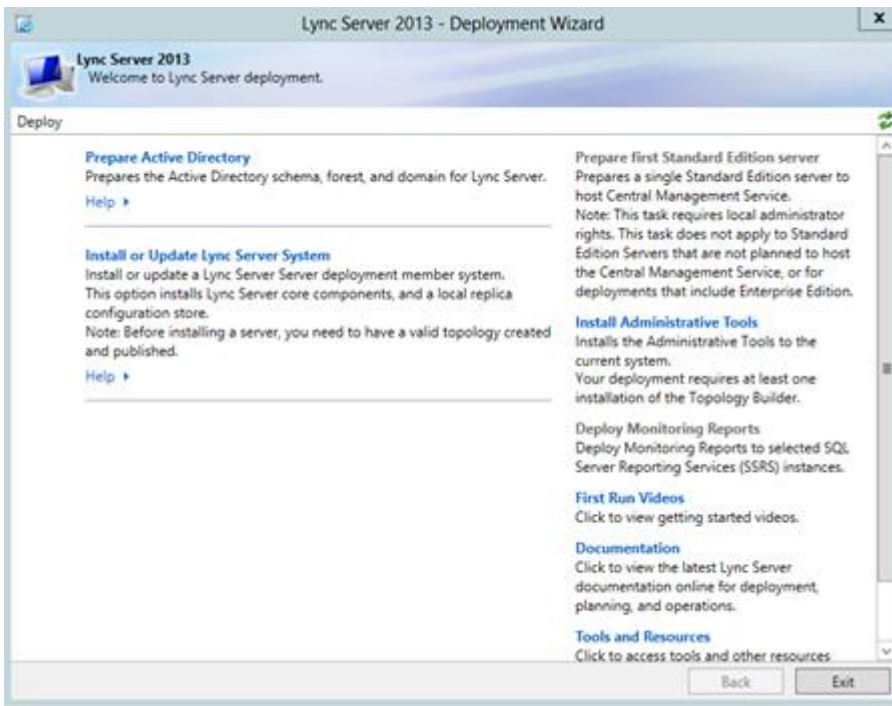 Lync Server 2013 - Deployment Wizard
x
Lync Server 2013
Welcome to Lync Server deployment.
Deploy
Prepare Active Directory
Prepares the Active Directory schema, forest, and domain for Lync Server.
Help
Install or Update Lync Server System
Install or update a Lync Server Server deployment member system.
This option installs Lync Server core components, and a local replica
configuration store.
Note: Before installing a server, you need to have a valid topology created
and published.
Help
Prepare first Standard Edition server
Prepares a single Standard Edition server to
host Central Management Service.
Note: This task requires local administrator
rights. This task does not apply to Standard
Edition Servers that are not planned to host
the Central Management Service, or for
deployments that include Enterprise Edition.
Install Administrative Tools
Installs the Administrative Tools to the
current system.
Your deployment requires at least one
installation of the Topology Builder.
Deploy Monitoring Reports
Deploy Monitoring Reports to selected SQL
Server Reporting Services (SSRS) instances.
First Run Videos
Click to view getting started videos.
Documentation
Click to view the latest Lync Server
documentation online for deployment,
planning, and operations.
Tools and Resources
Click to access tools and other resources
Back
Exit